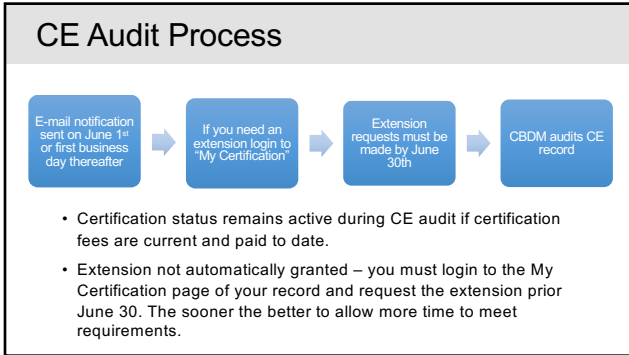 CE Audit Process
E-mail notification
sent on June 1st
or first business
day thereafter
If you need an
extension login to
“My Certification”
Extension
requests must be
made by June
30th
CBDM audits CE
record
• Certification status remains active during CE audit if certification
fees are current and paid to date.
• Extension not automatically granted – you must login to the My
Certification page of your record and request the extension prior
June 30. The sooner the better to allow more time to meet
requirements.